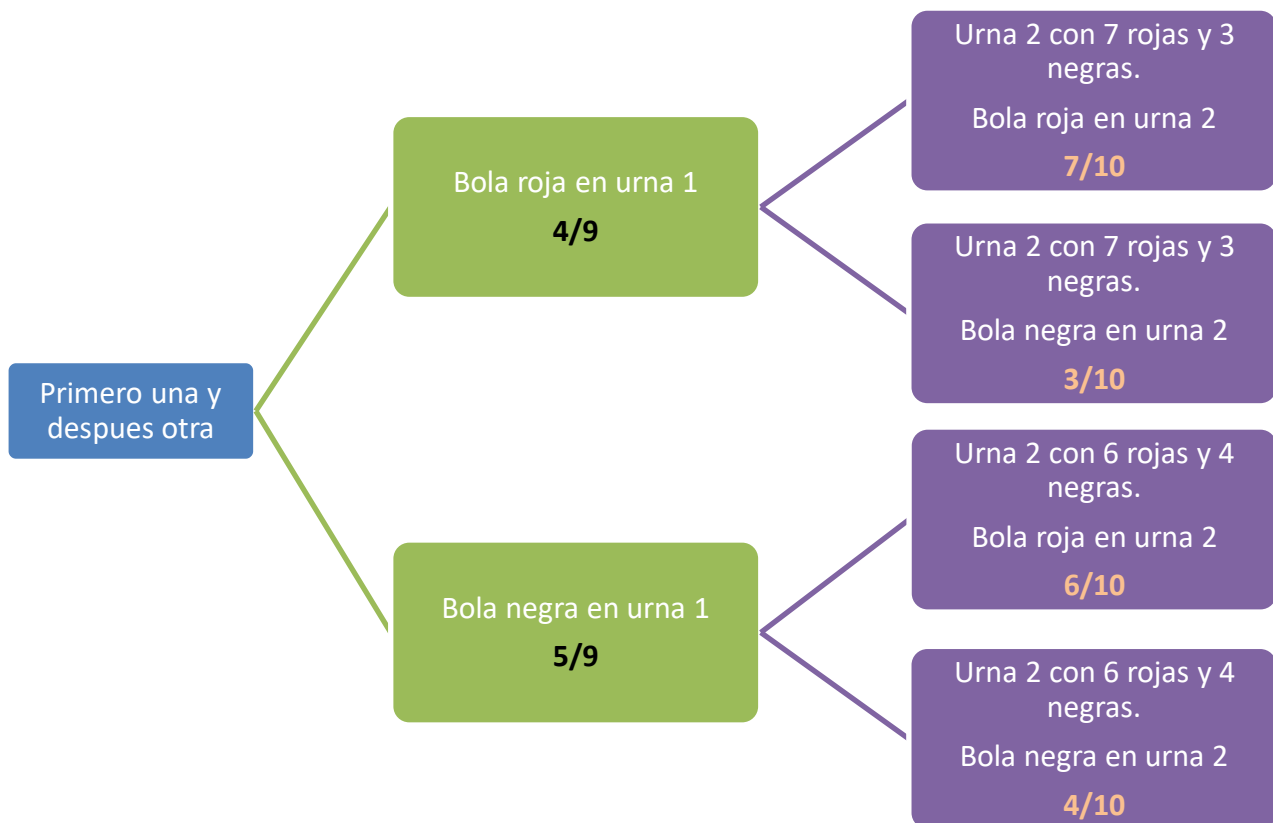 Primero una y
despues otra
Bola roja en urna 1
4/9
Bola negra en urna 1
5/9
Urna 2 con 7 rojas y 3
negras.
Bola roja en urna 2
7/10
Urna 2 con 7 rojas y 3
negras.
Bola negra en urna 2
3/10
Urna 2 con 6 rojas y 4
negras.
Bola roja en urna 2
6/10
Urna 2 con 6 rojas y 4
negras.
Bola negra en urna 2
4/10